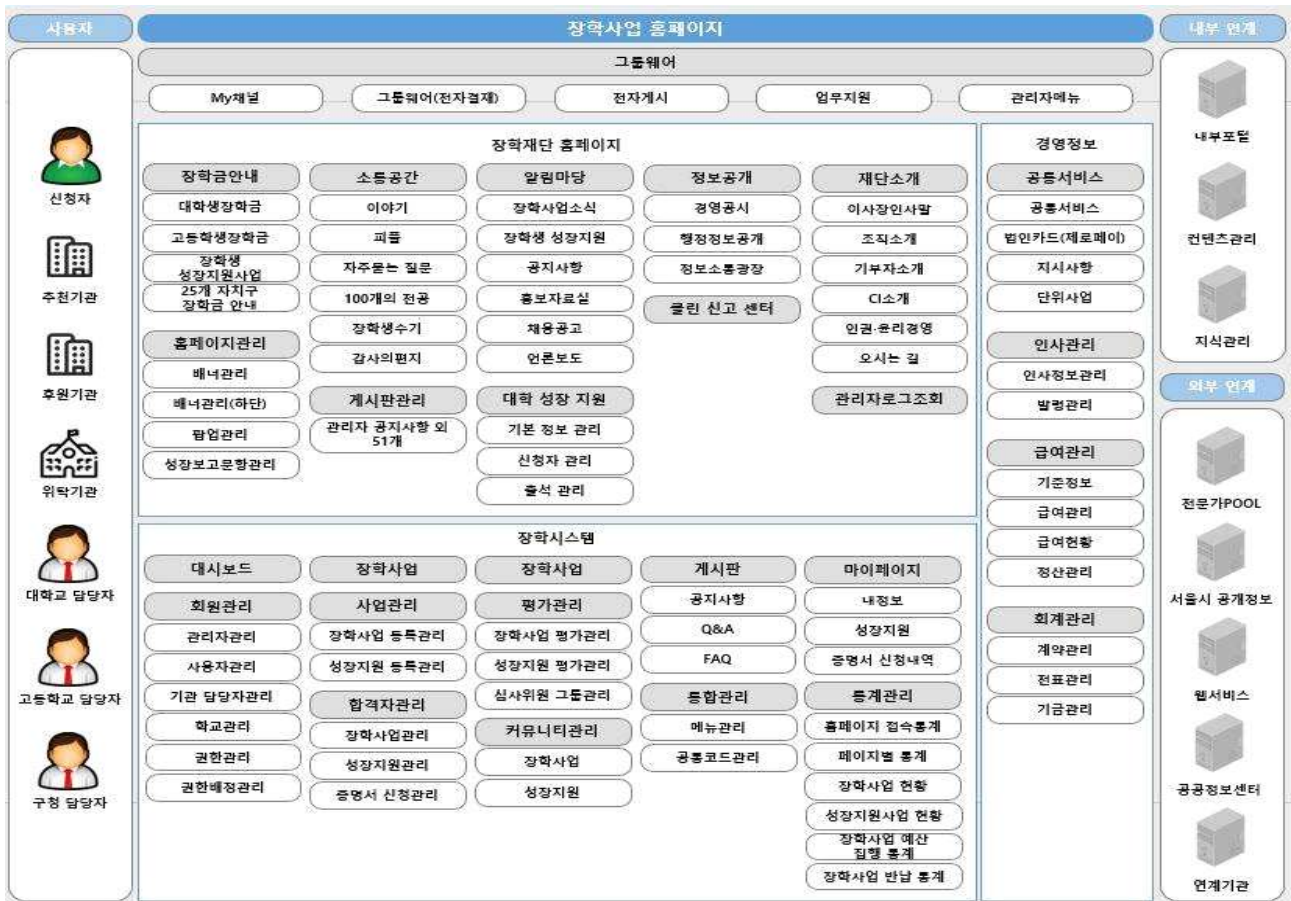 사용자
신청자
추천기관
후원기관
위탁기관
대학교 담당자
고등학교 담당자
구청 담당자
장학사업 홈페이지
그룹웨어
My채널
그룹웨어(전자결재)
전자게시
업무지원
관리자메뉴
장학재단 홈페이지
장학금안내
대학생장학금
고등학생장학금
장학생
성장지원사업
25개 자치구
장학금 안내
홈페이지관리
배너관리
배너관리(하단)
팝업관리
성장보고문항관리
소통공간
이야기
피플
자주묻는 질문
100개의 전공
장학생수기
감사의편지
게시판관리
관리자 공지사항 외
51개
알림마당
장학사업소식
장학생 성장지원
공지사항
홍보자료실
채용공고
언론보도
대학 성장 지원
기본 정보 관리
신청자 관리
출석 관리
정보공개
경영공시
행정정보공개
정보소통광장
클린 신고 센터
재단소개
이사장인사말
조직소개
기부자소개
CI소개
인권·윤리경영
오시는 길
관리자로그조회
장학시스템
대시보드
회원관리
관리자관리
사용자관리
기관 담당자관리
학교관리
권한관리
권한배정관리
장학사업
사업관리
장학사업 등록관리
성장지원 등록관리
합격자관리
장학사업관리
성장지원관리
증명서 신청관리
장학사업
평가관리
장학사업 평가관리
성장지원 평가관리
심사위원 그룹관리
커뮤니티관리
장학사업
성장지원
게시판
공지사항
Q&A
FAQ
통합관리
메뉴관리
공통코드관리
마이페이지
내정보
성장지원
증명서 신청내역
통계관리
홈페이지 접속통계
페이지별 통계
장학사업 현황
성장지원사업 현황
장학사업 예산
집행 통계
장학사업 반납 통계
경영정보
공통서비스
공통서비스
법인카드(제로페이)
지시사항
단위사업
인사관리
인사정보관리
발령관리
급여관리
기준정보
급여관리
급여현황
정산관리
회계관리
계약관리
전표관리
기금관리
내부 연계
내부포털
컨텐츠관리
지식관리
외부 연계
전문가POOL
서울시 공개정보
웹서비스
공공정보센터
연계기관